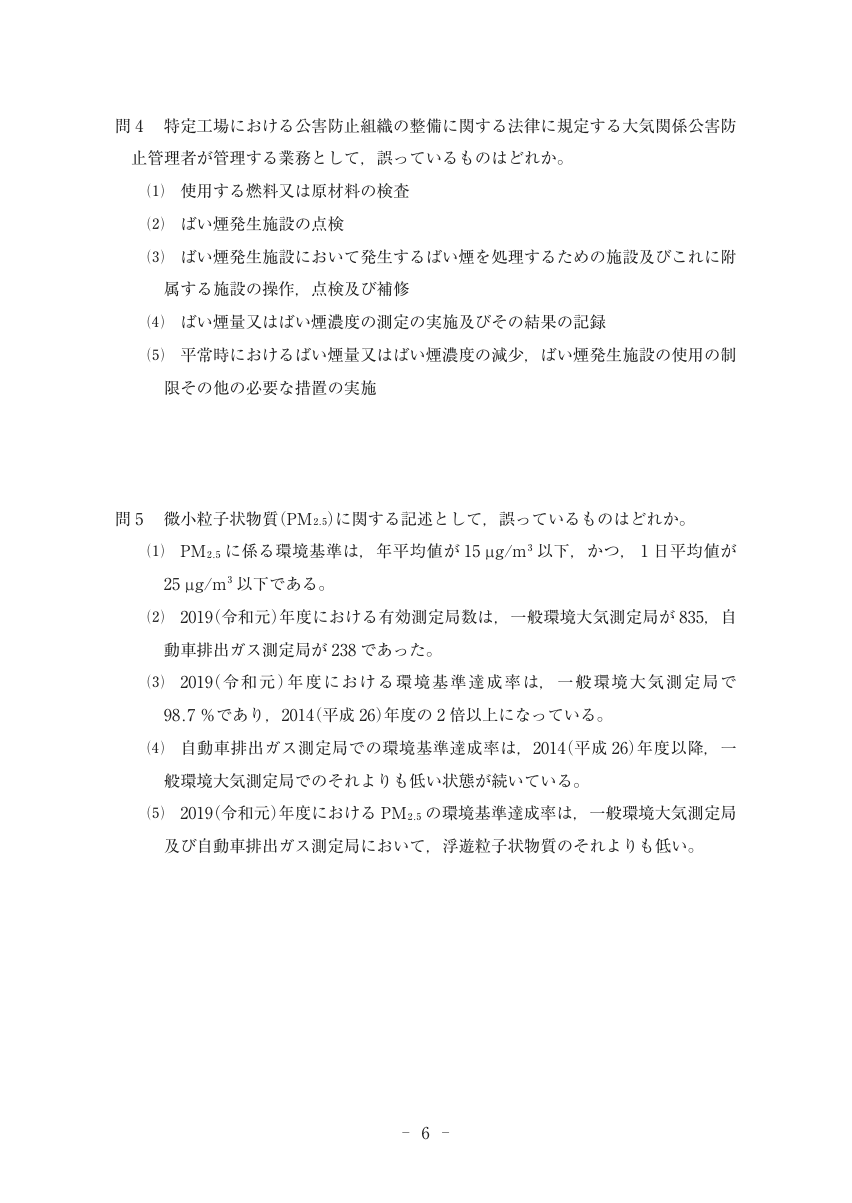 問４　特定工場における公害防止組織の整備に関する法律に規定する大気関係公害防
止管理者が管理する業務として，誤っているものはどれか。
⑴　使用する燃料又は原材料の検査
⑵　ばい煙発生施設の点検
⑶　ばい煙発生施設において発生するばい煙を処理するための施設及びこれに附
属する施設の操作，点検及び補修
⑷　ばい煙量又はばい煙濃度の測定の実施及びその結果の記録
⑸　平常時におけるばい煙量又はばい煙濃度の減少，ばい煙発生施設の使用の制
限その他の必要な措置の実施
問５　微小粒子状物質(PM₂.₅)に関する記述として，誤っているものはどれか。
⑴　PM₂.₅ に係る環境基準は，年平均値が 15 μg/m³ 以下，かつ，１日平均値が
25 μg/m³ 以下である。
⑵　2019(令和元)年度における有効測定局数は，一般環境大気測定局が 835，自
動車排出ガス測定局が 238 であった。
⑶　2019(令和元)年度における環境基準達成率は，一般環境大気測定局で
98.7 %であり，2014(平成 26)年度の２倍以上になっている。
⑷　自動車排出ガス測定局での環境基準達成率は，2014(平成 26)年度以降，一
般環境大気測定局でのそれよりも低い状態が続いている。
⑸　2019(令和元)年度における PM₂.₅ の環境基準達成率は，一般環境大気測定局
及び自動車排出ガス測定局において，浮遊粒子状物質のそれよりも低い。
－ 6 －